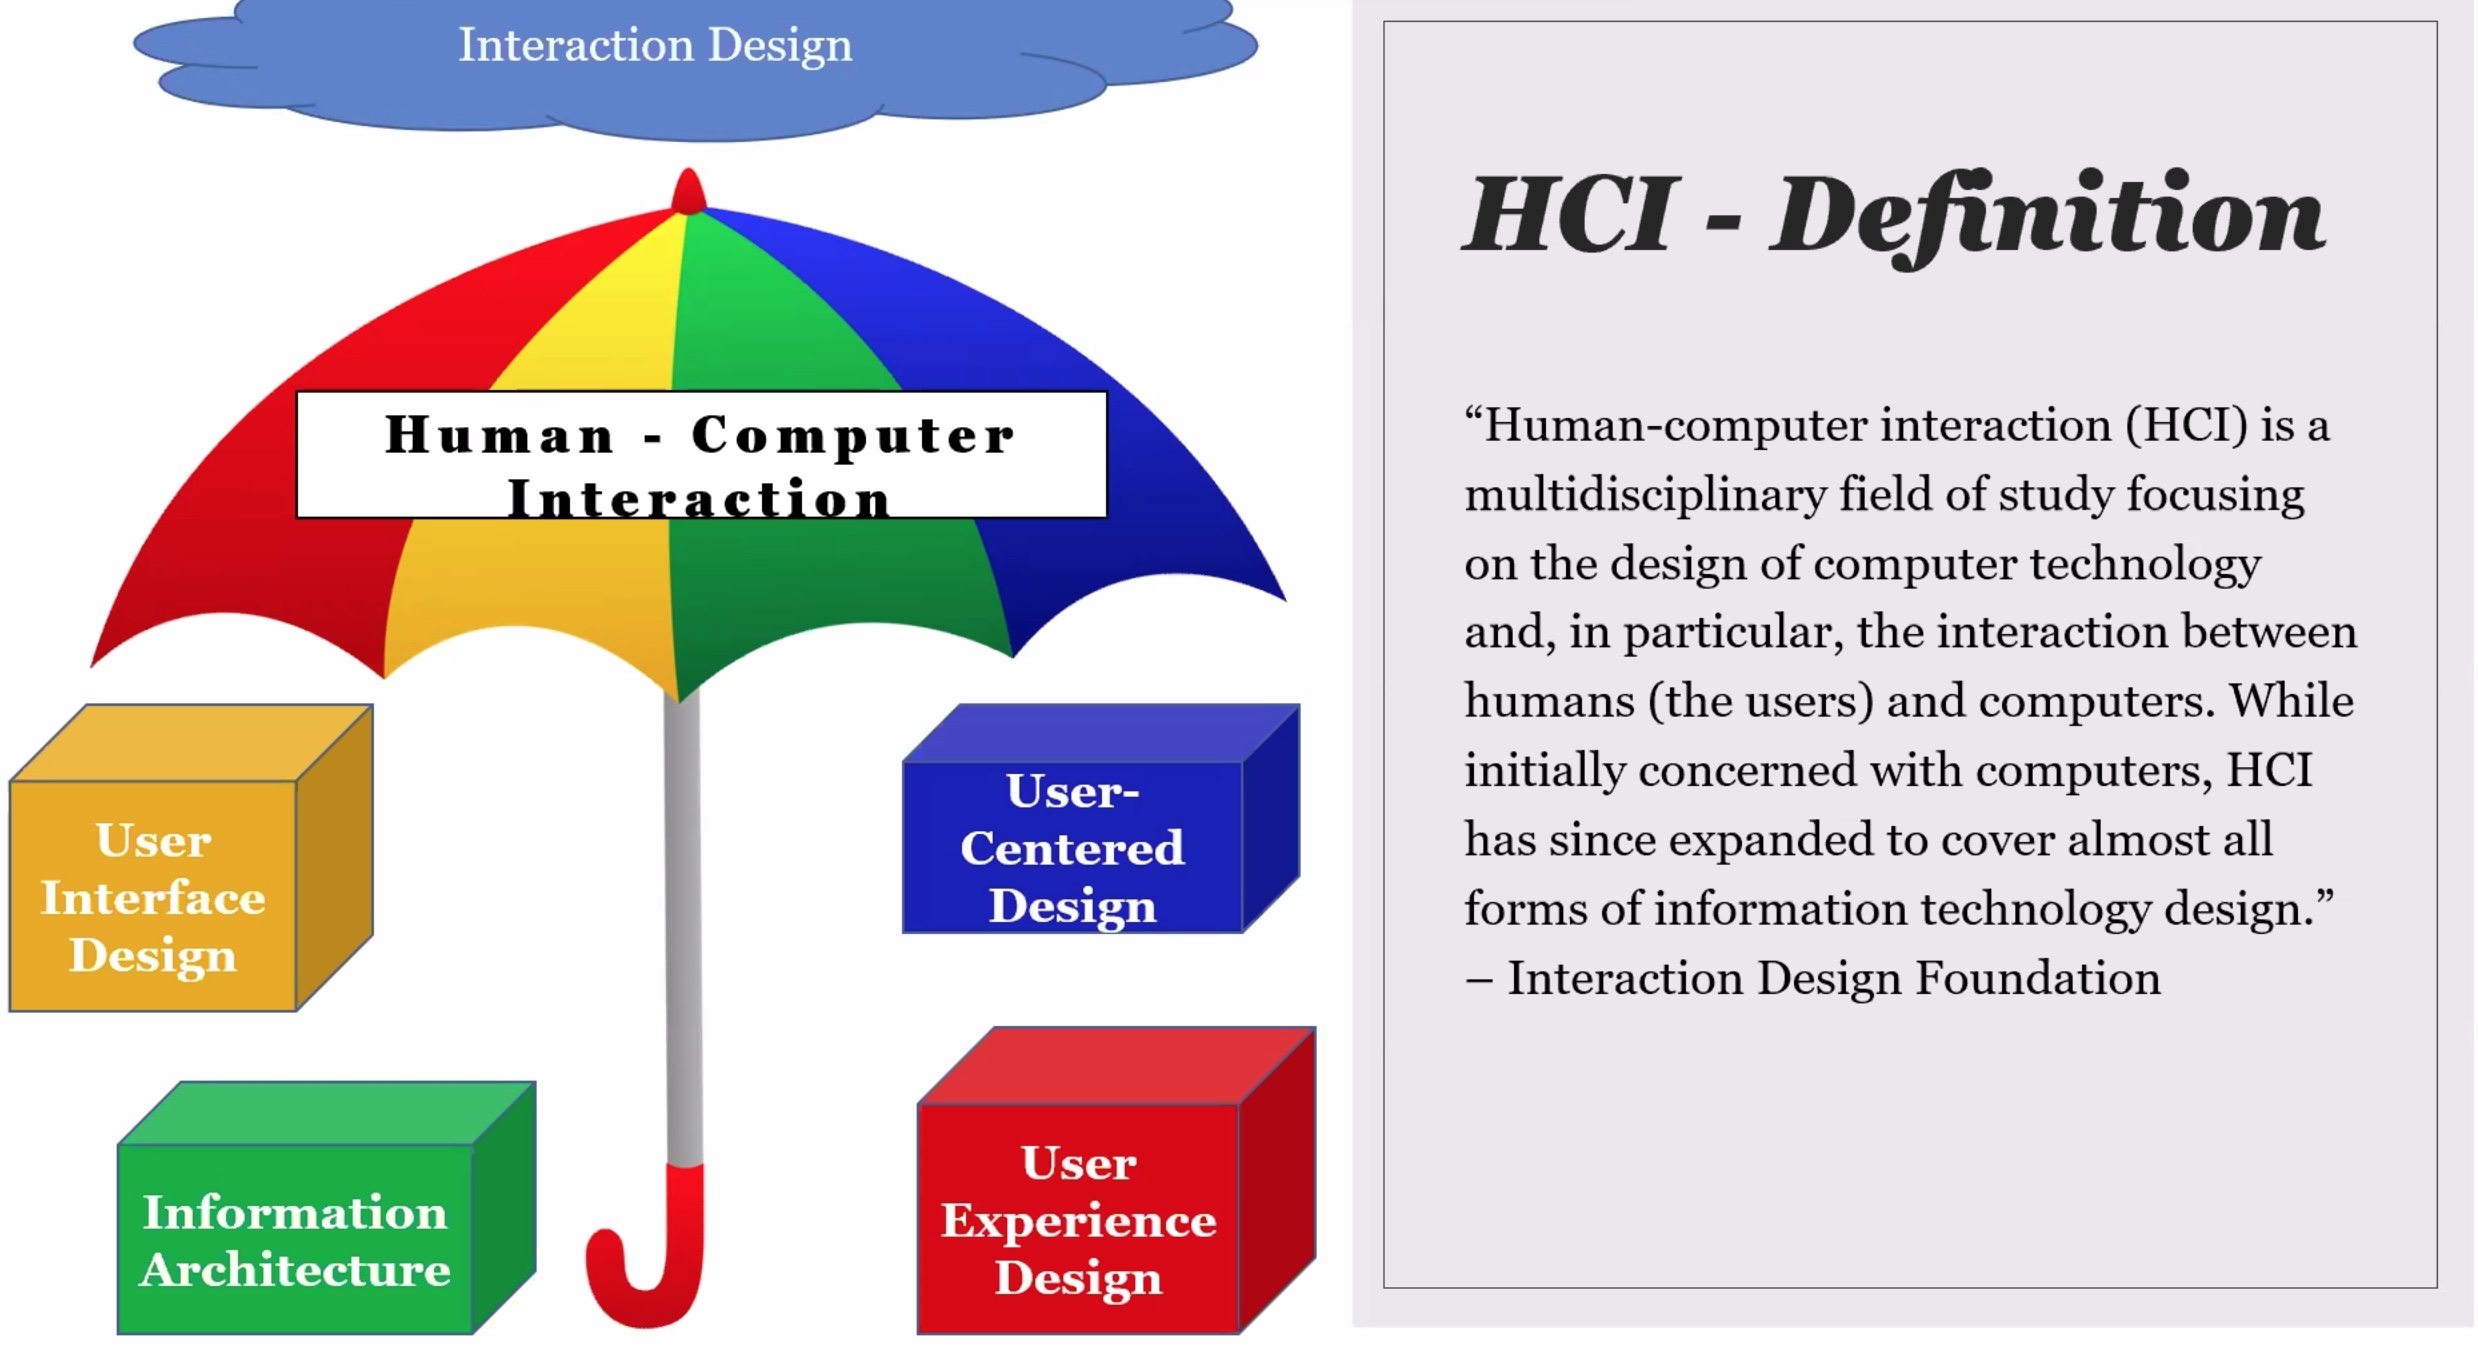 Interaction Design
Human - Computer
Interaction
User
Interface
Design
User-
Centered
Design
Information
Architecture
User
Experience
Design
HCI - Definition
“Human-computer interaction (HCI) is a
multidisciplinary field of study focusing
on the design of computer technology
and, in particular, the interaction between
humans (the users) and computers. While
initially concerned with computers, HCI
has since expanded to cover almost all
forms of information technology design.”
– Interaction Design Foundation